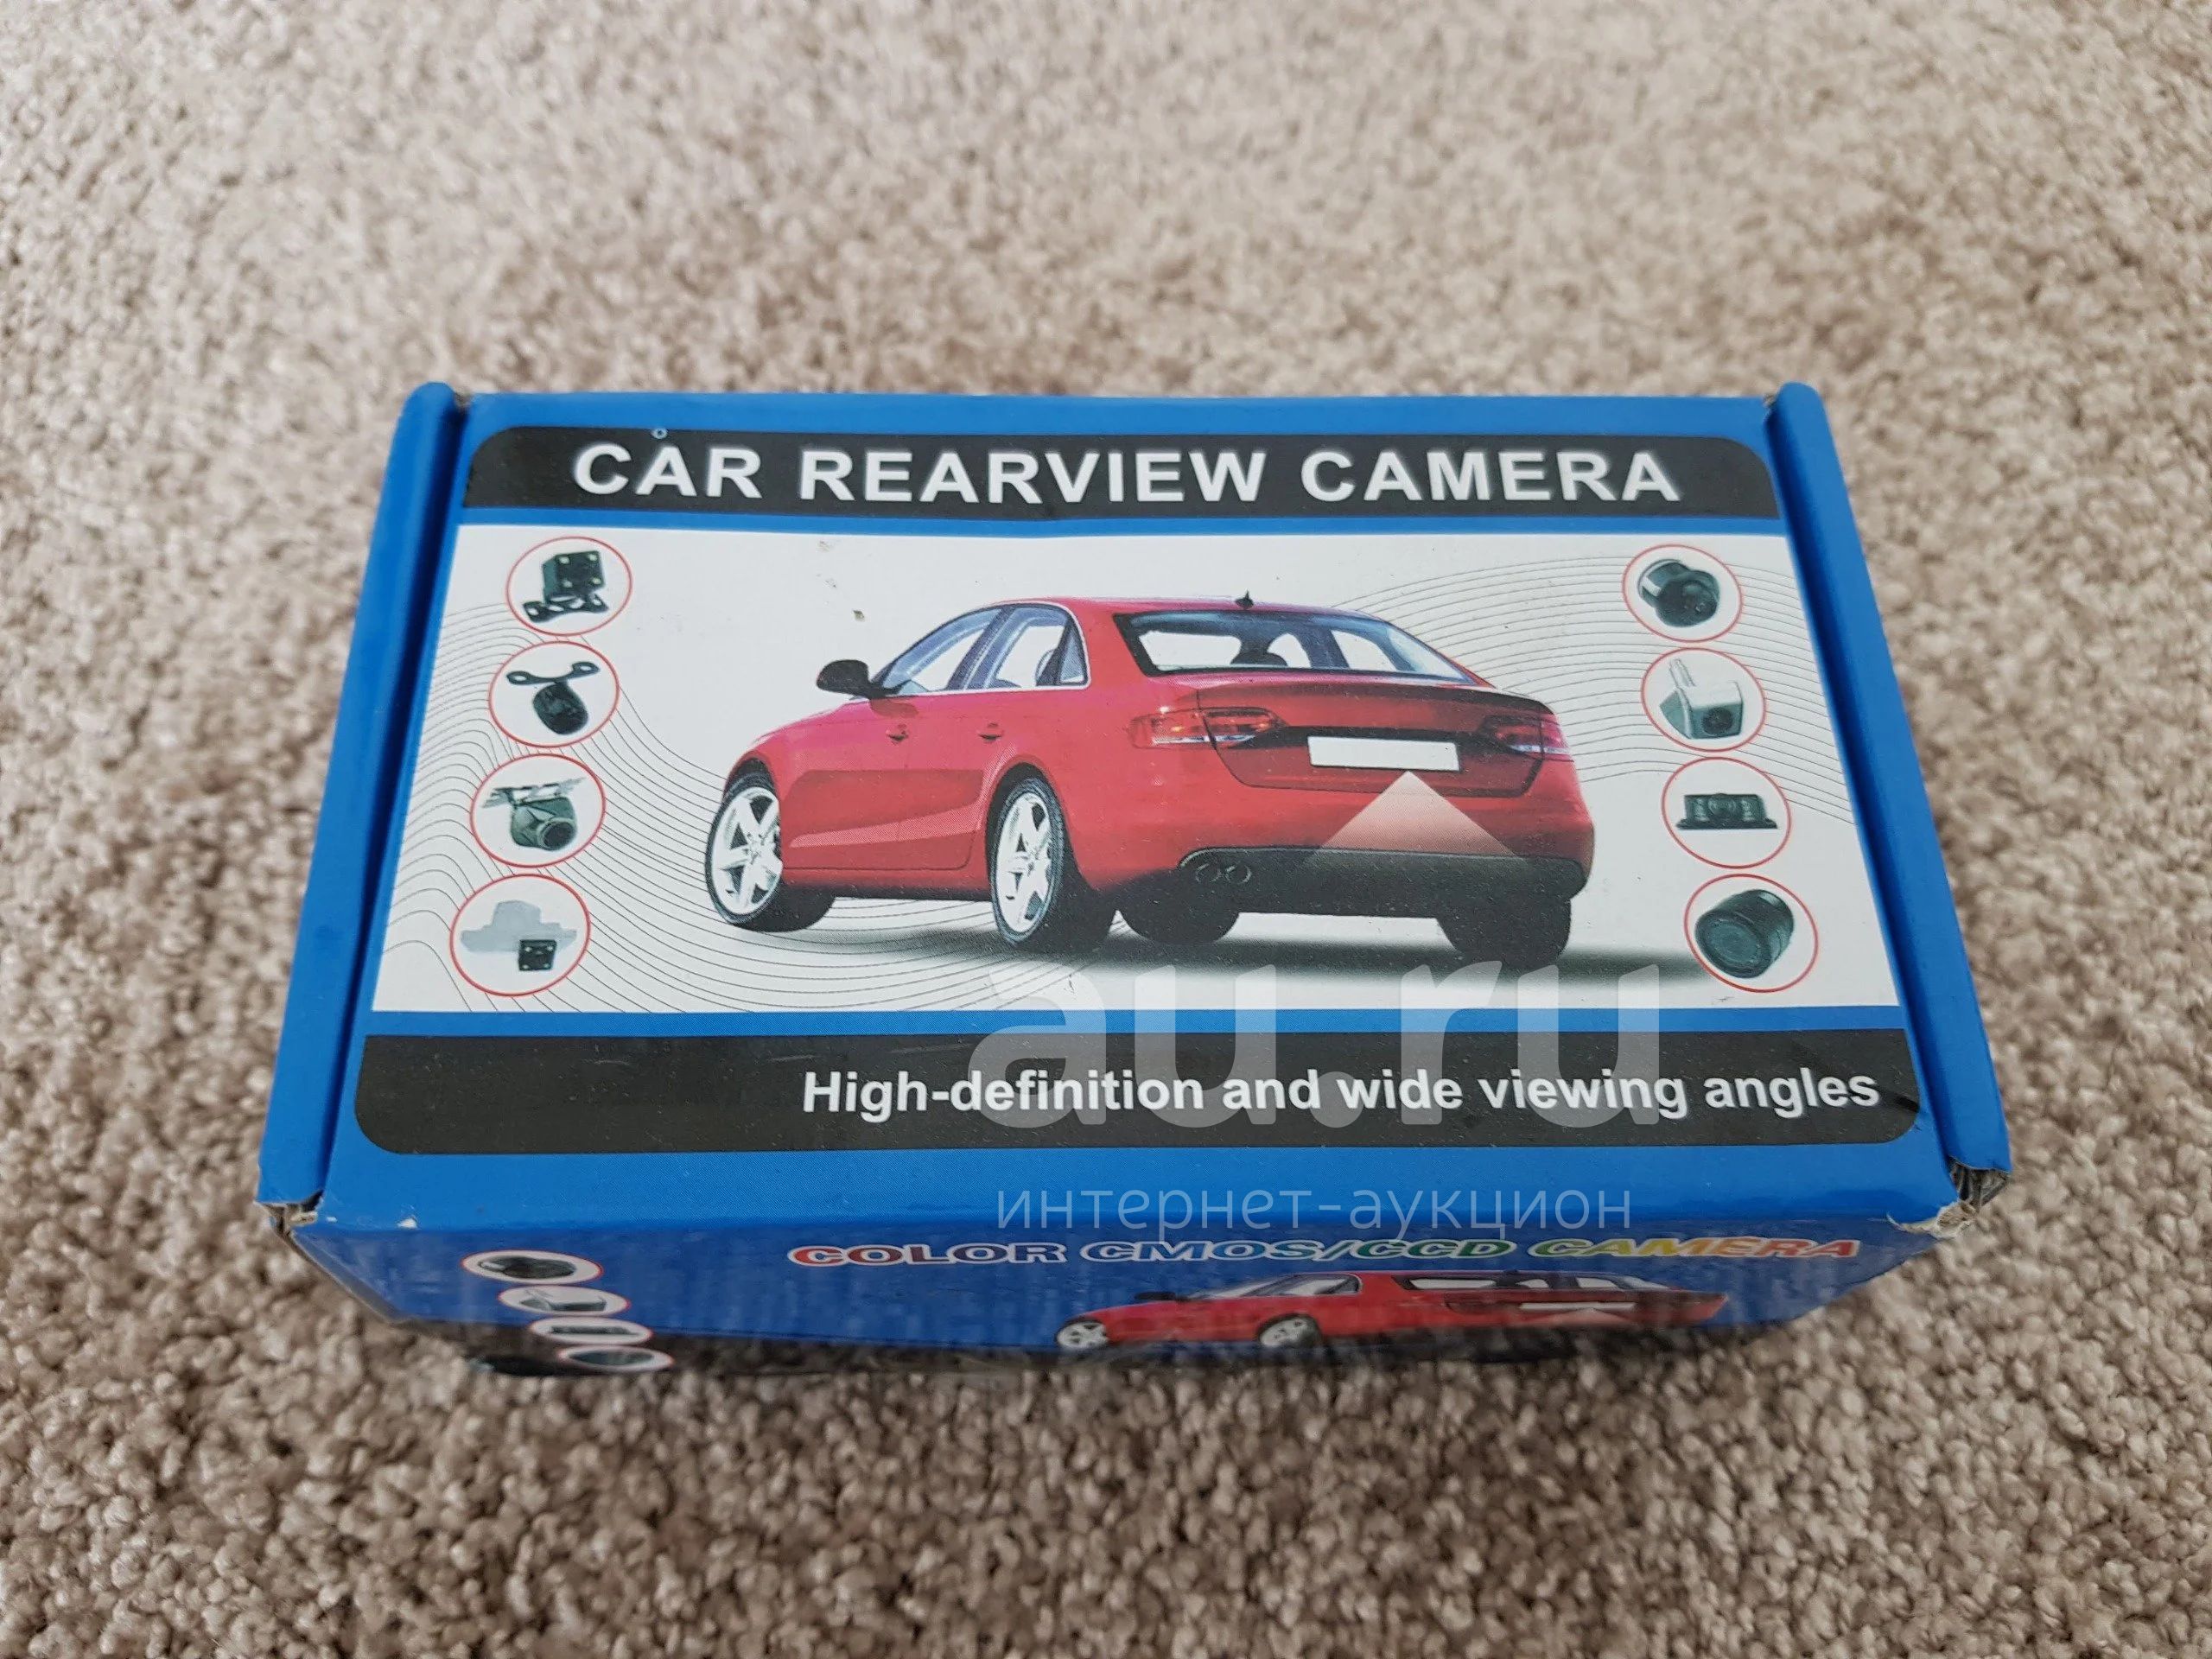 CAR REARVIEW CAMERA
au.ru
High-definition and wide viewing angles
интернет-аукцион
COLOR CMOS/CCD CAMERA